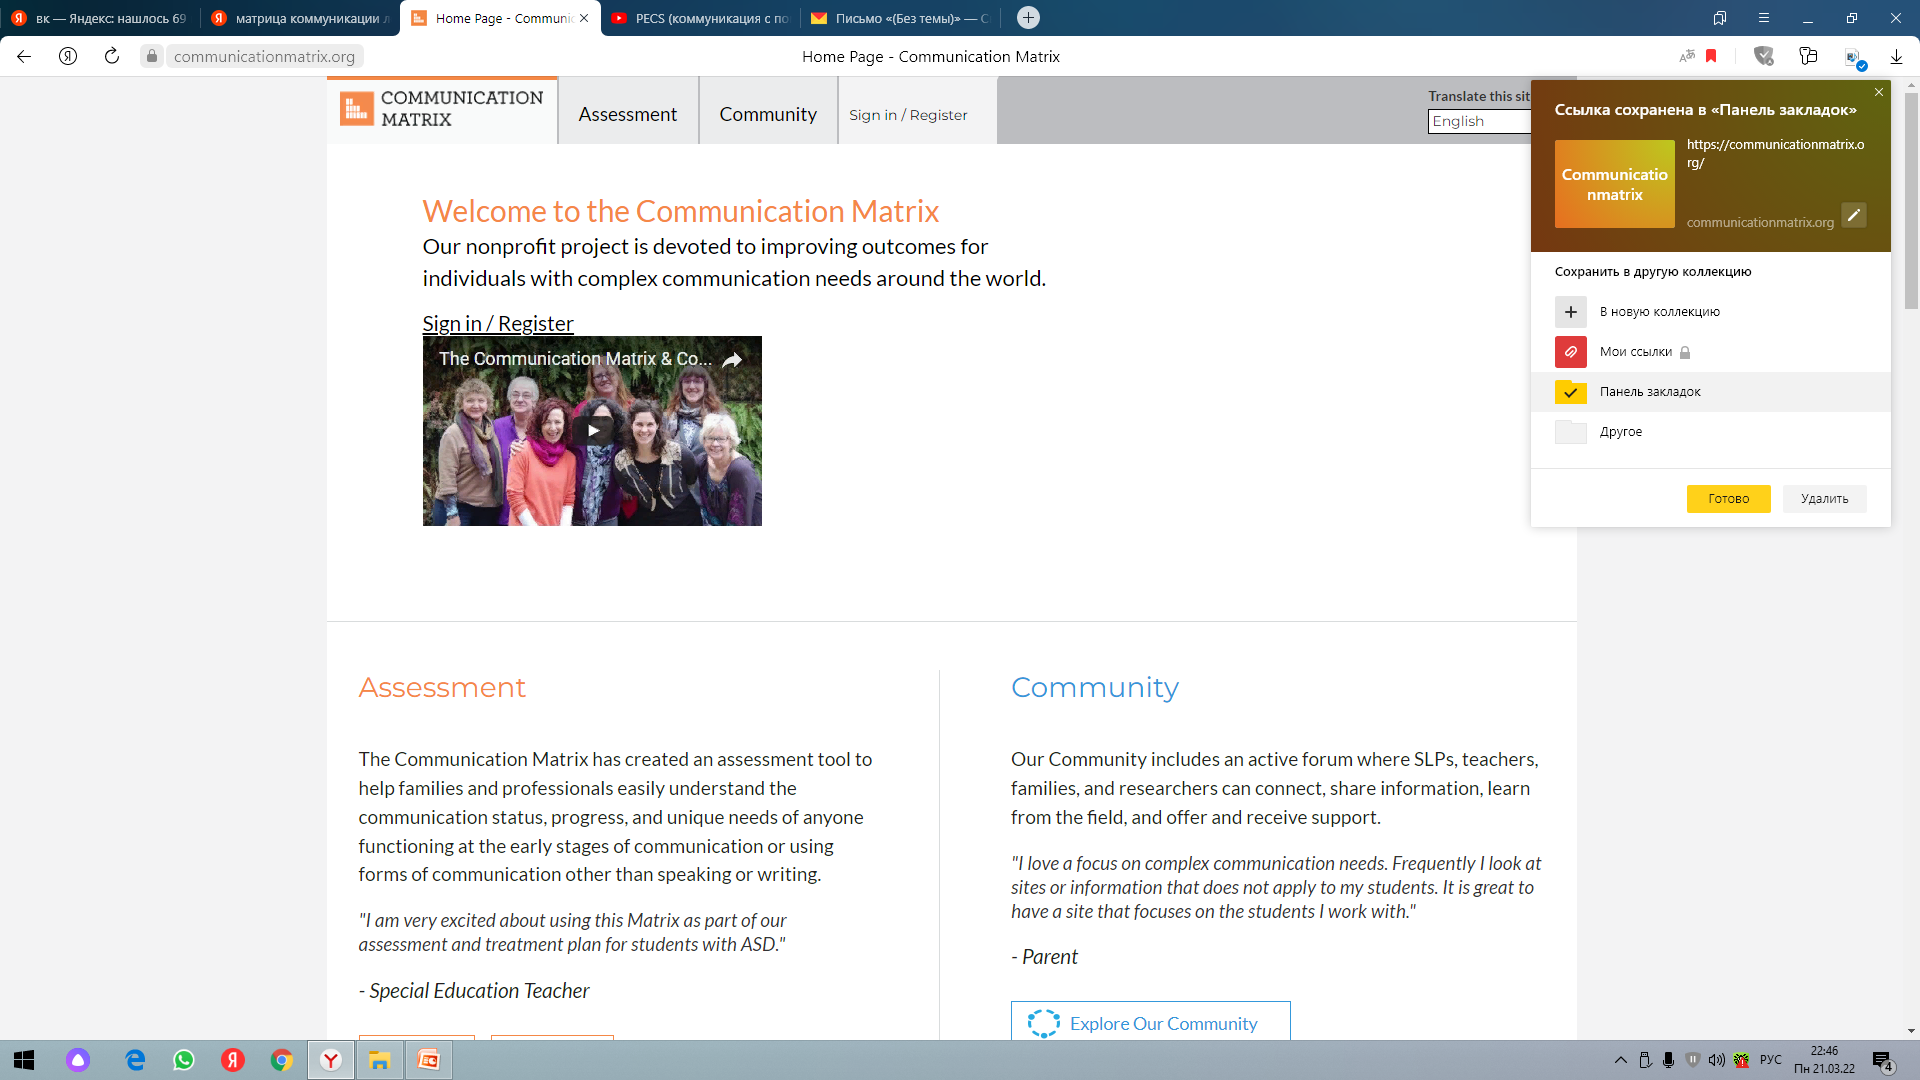 вк — Яндекс: нашлось 69
матрица коммуникации л
Home Page - Communic
PECS (коммуникация с по
Письмо «(Без темы)» — С
communicationmatrix.org
Home Page - Communication Matrix
COMMUNICATION
MATRIX
Assessment
Community
Sign in / Register
Translate this sit
English
Ссылка сохранена в «Панель закладок»
Communicatio
nmatrix
https://communicationmatrix.o
rg/
communicationmatrix.org
Сохранить в другую коллекцию
В новую коллекцию
Мои ссылки
Панель закладок
Другое
Готово
Удалить
Welcome to the Communication Matrix
Our nonprofit project is devoted to improving outcomes for
individuals with complex communication needs around the world.
Sign in / Register
The Communication Matrix & Co...
Assessment
The Communication Matrix has created an assessment tool to
help families and professionals easily understand the
communication status, progress, and unique needs of anyone
functioning at the early stages of communication or using
forms of communication other than speaking or writing.
"I am very excited about using this Matrix as part of our
assessment and treatment plan for students with ASD."
- Special Education Teacher
Community
Our Community includes an active forum where SLPs, teachers,
families, and researchers can connect, share information, learn
from the field, and offer and receive support.
"I love a focus on complex communication needs. Frequently I look at
sites or information that does not apply to my students. It is great to
have a site that focuses on the students I work with."
- Parent
Explore Our Community
РУС
22:46
Пн 21.03.22
4